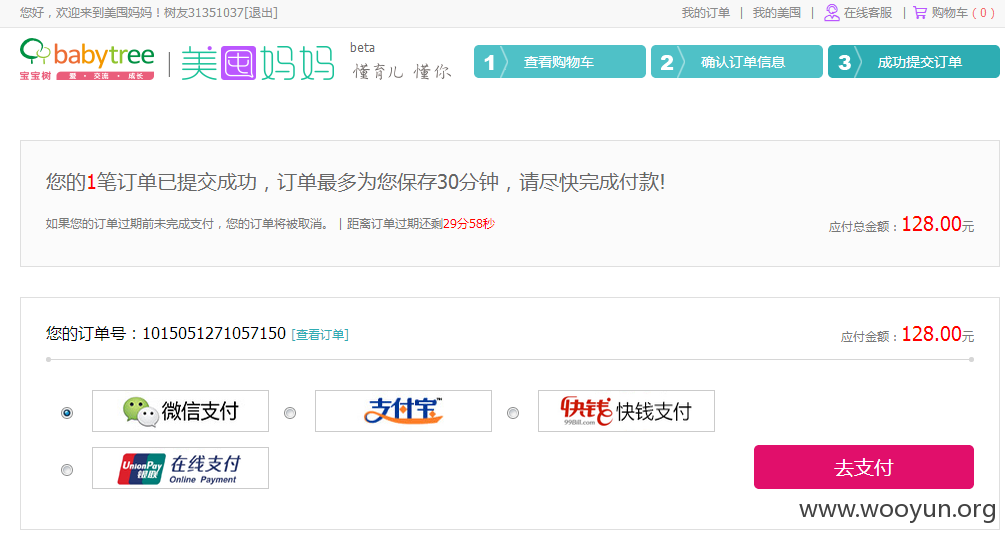 您好，欢迎来到美囤妈妈！树友31351037[退出]
我的订单 | 我的美囤 | 在线客服 | 购物车 ( 0 )
babytree
宝宝树 爱 · 交流 · 成长
美囤妈妈
beta
懂育儿 懂你
1 查看购物车
2 确认订单信息
3 成功提交订单
您的1笔订单已提交成功，订单最多为您保存30分钟，请尽快完成付款!
如果您的订单过期前未完成支付，您的订单将被取消。 | 距离订单过期还剩29分58秒
应付总金额：128.00元
您的订单号：1015051271057150 [查看订单]
应付金额：128.00元
微信支付
支付宝™
快钱 99Bill.com 快钱支付
UnionPay 银联 在线支付 Online Payment
去支付
www.wooyun.org